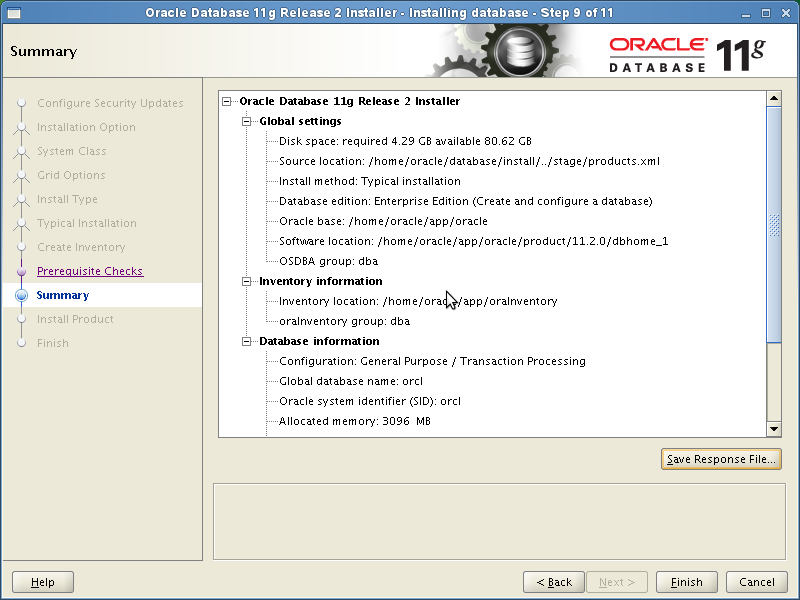 Oracle Database 11g Release 2 Installer - Installing database - Step 9 of 11
Summary
ORACLE®
DATABASE
11g
Configure Security Updates
Installation Option
System Class
Grid Options
Install Type
Typical Installation
Create Inventory
Prerequisite Checks
Summary
Install Product
Finish
Oracle Database 11g Release 2 Installer
Global settings
Disk space: required 4.29 GB available 80.62 GB
Source location: /home/oracle/database/install/../stage/products.xml
Install method: Typical installation
Database edition: Enterprise Edition (Create and configure a database)
Oracle base: /home/oracle/app/oracle
Software location: /home/oracle/app/oracle/product/11.2.0/dbhome_1
OSDBA group: dba
Inventory information
Inventory location: /home/oracle/app/oraInventory
oraInventory group: dba
Database information
Configuration: General Purpose / Transaction Processing
Global database name: orcl
Oracle system identifier (SID): orcl
Allocated memory: 3096 MB
Save Response File...
Help
< Back
Next >
Finish
Cancel